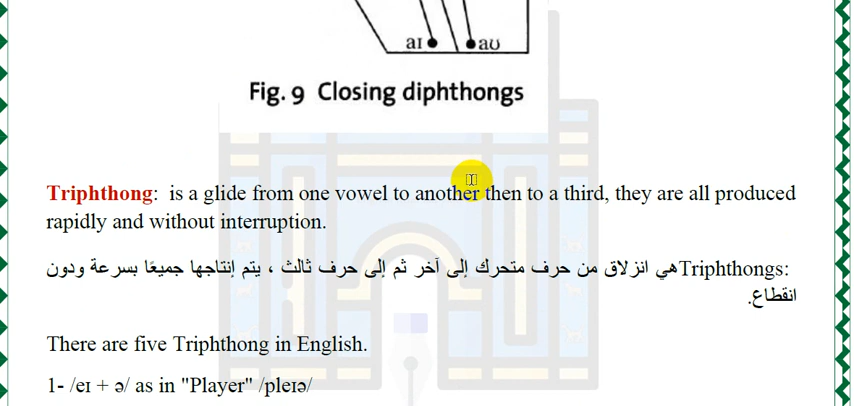 aɪ aʊ
Fig. 9 Closing diphthongs
Triphthong: is a glide from one vowel to another then to a third, they are all produced
rapidly and without interruption.
Triphthongs: هي انزلاق من حرف متحرك إلى آخر ثم إلى حرف ثالث ، يتم إنتاجها جميعًا بسرعة ودون
انقطاع.
There are five Triphthong in English.
1- /eɪ + ə/ as in "Player" /pleɪə/